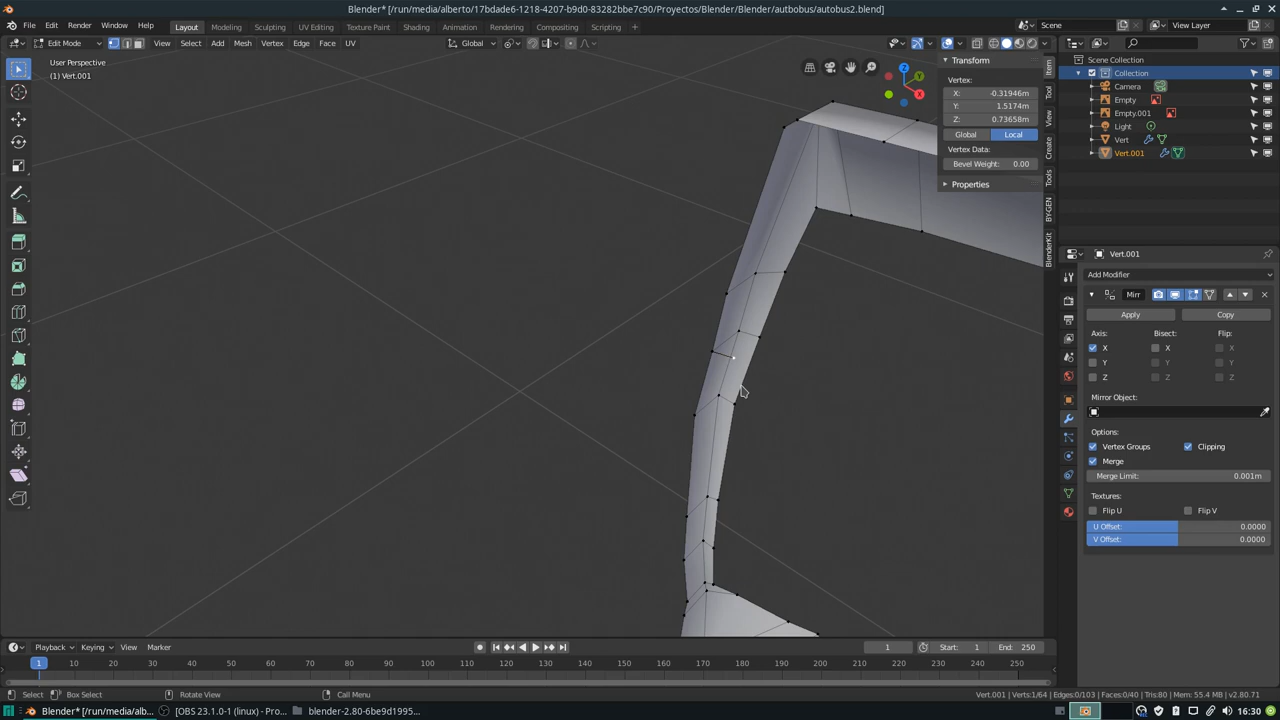 Blender* [/run/media/alberto/17bdade6-1218-4207-b9d0-83282bbe7c90/Proyectos/Blender/Blender/autbobus/autobus2.blend]
File Edit Render Window Help
Layout Modeling Sculpting UV Editing Texture Paint Shading Animation Rendering Compositing Scripting
Scene
View Layer
Edit Mode View Select Add Mesh Vertex Edge Face UV
Global
User Perspective
(1) Vert.001
Z
Y
X
Transform
Vertex:
X: -0.31946m
Y: 1.5174m
Z: 0.73658m
Global Local
Vertex Data:
Bevel Weight: 0.00
Properties
Item
Tool
View
Create
Tools
BY-GEN
BlenderKit
Scene Collection
Collection
Camera
Empty
Empty.001
Light
Vert
Vert.001
Vert.001
Add Modifier
Mirr
Apply Copy
Axis: Bisect: Flip:
X X X
Y Y Y
Z Z Z
Mirror Object:
Options:
Vertex Groups Clipping
Merge
Merge Limit: 0.001m
Textures:
Flip U Flip V
U Offset: 0.0000
V Offset: 0.0000
Playback Keying View Marker
1 Start: 1 End: 250
1 10 20 30 40 50 60 70 80 90 100 110 120 130 140 150 160 170 180 190 200 210 220 230 240 250
Select Box Select Rotate View Call Menu
Vert.001 | Verts:1/64 | Edges:0/103 | Faces:0/40 | Tris:80 | Mem: 55.4 MB | v2.80.71
Blender* [/run/media/alb... [OBS 23.1.0-1 (linux) - Pro... blender-2.80-6be9d1995...
16:30